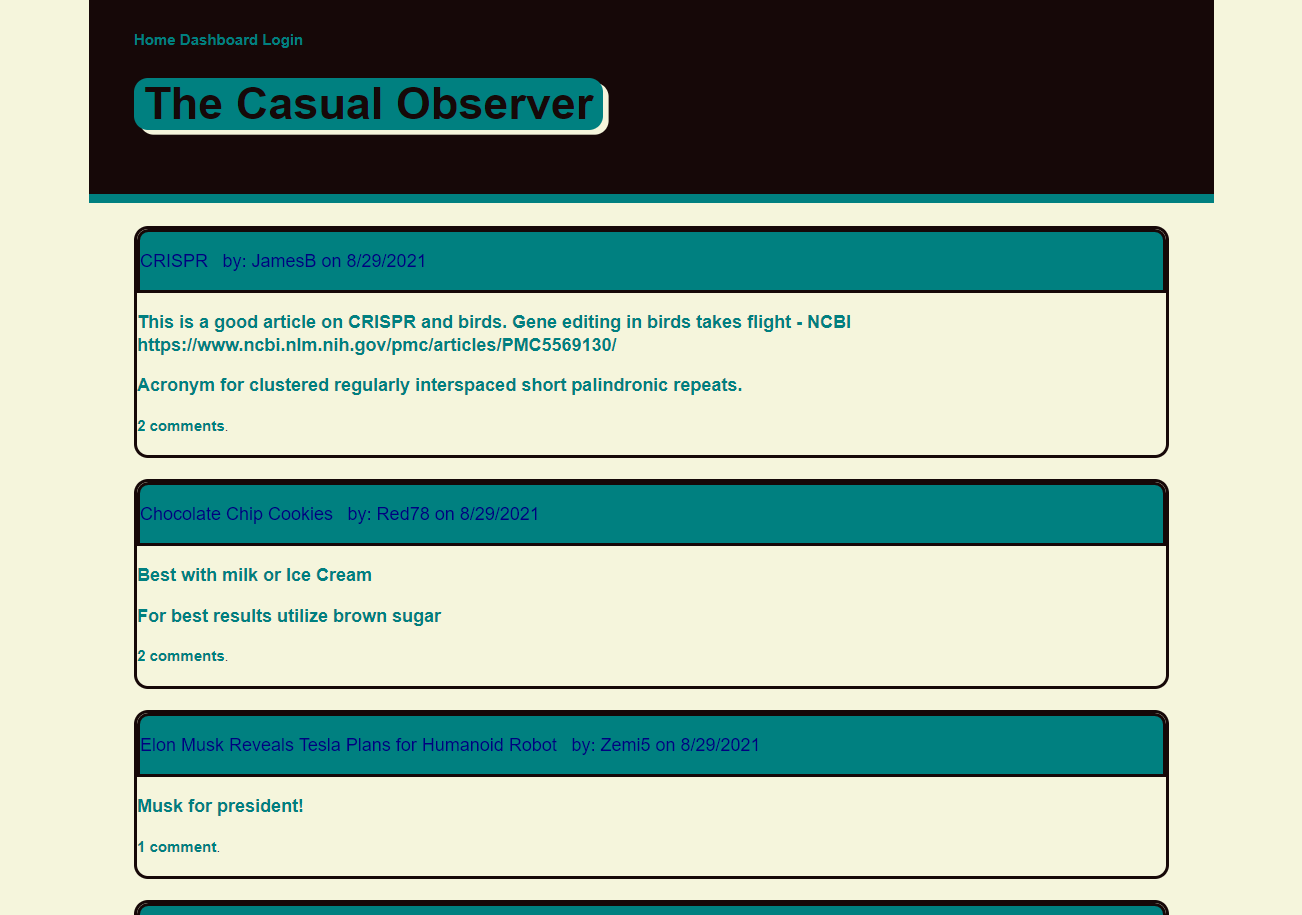 Home Dashboard Login
The Casual Observer
CRISPR by: JamesB on 8/29/2021
This is a good article on CRISPR and birds. Gene editing in birds takes flight - NCBI
https://www.ncbi.nlm.nih.gov/pmc/articles/PMC5569130/
Acronym for clustered regularly interspaced short palindronic repeats.
2 comments.
Chocolate Chip Cookies by: Red78 on 8/29/2021
Best with milk or Ice Cream
For best results utilize brown sugar
2 comments.
Elon Musk Reveals Tesla Plans for Humanoid Robot by: Zemi5 on 8/29/2021
Musk for president!
1 comment.